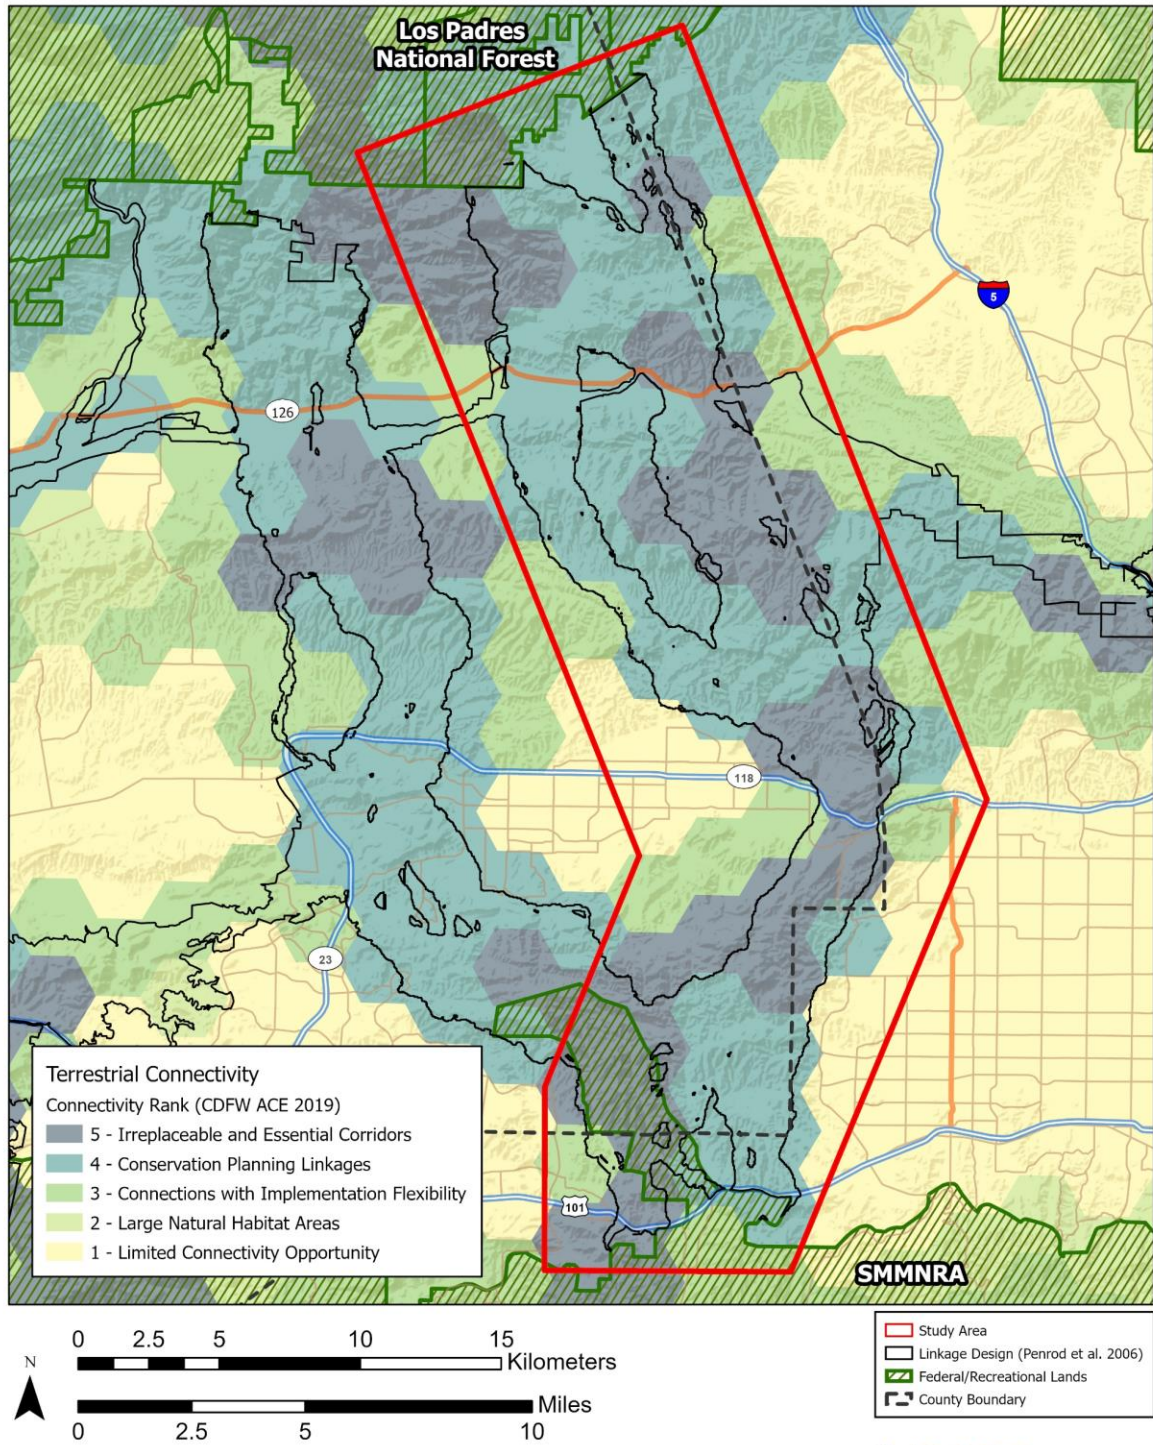 Los Padres
National Forest
5
126
118
23
101
SMMNRA
Terrestrial Connectivity
Connectivity Rank (CDFW ACE 2019)
5 - Irreplaceable and Essential Corridors
4 - Conservation Planning Linkages
3 - Connections with Implementation Flexibility
2 - Large Natural Habitat Areas
1 - Limited Connectivity Opportunity
Study Area
Linkage Design (Penrod et al. 2006)
Federal/Recreational Lands
County Boundary
N
0 2.5 5 10 15
Kilometers
Miles
0 2.5 5 10